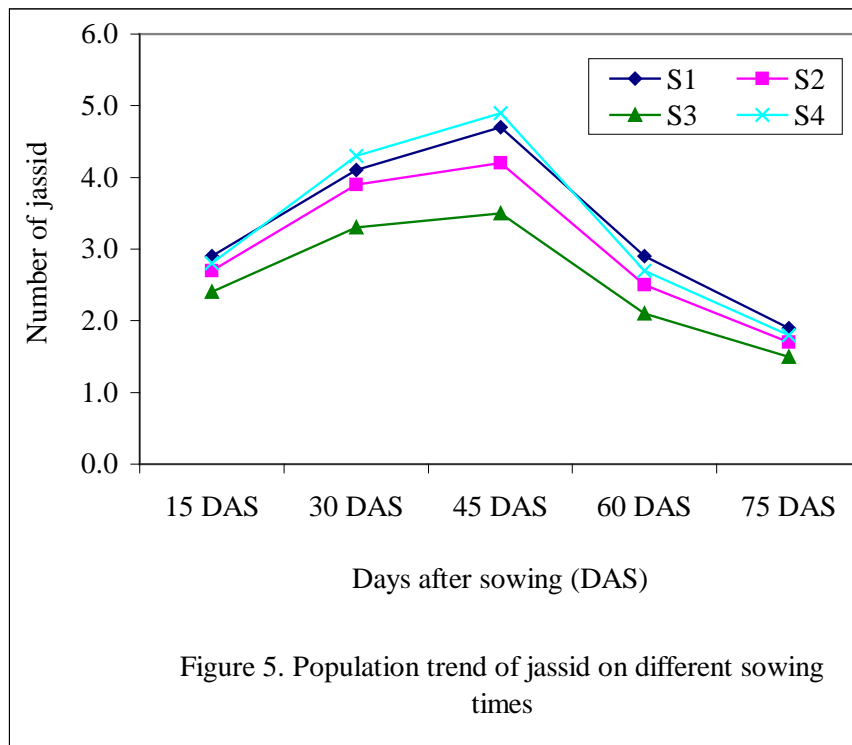 6.0
5.0
4.0
3.0
2.0
1.0
0.0
Number of jassid
S1 S2
S3 S4
15 DAS 30 DAS 45 DAS 60 DAS 75 DAS
Days after sowing (DAS)
Figure 5. Population trend of jassid on different sowing
times